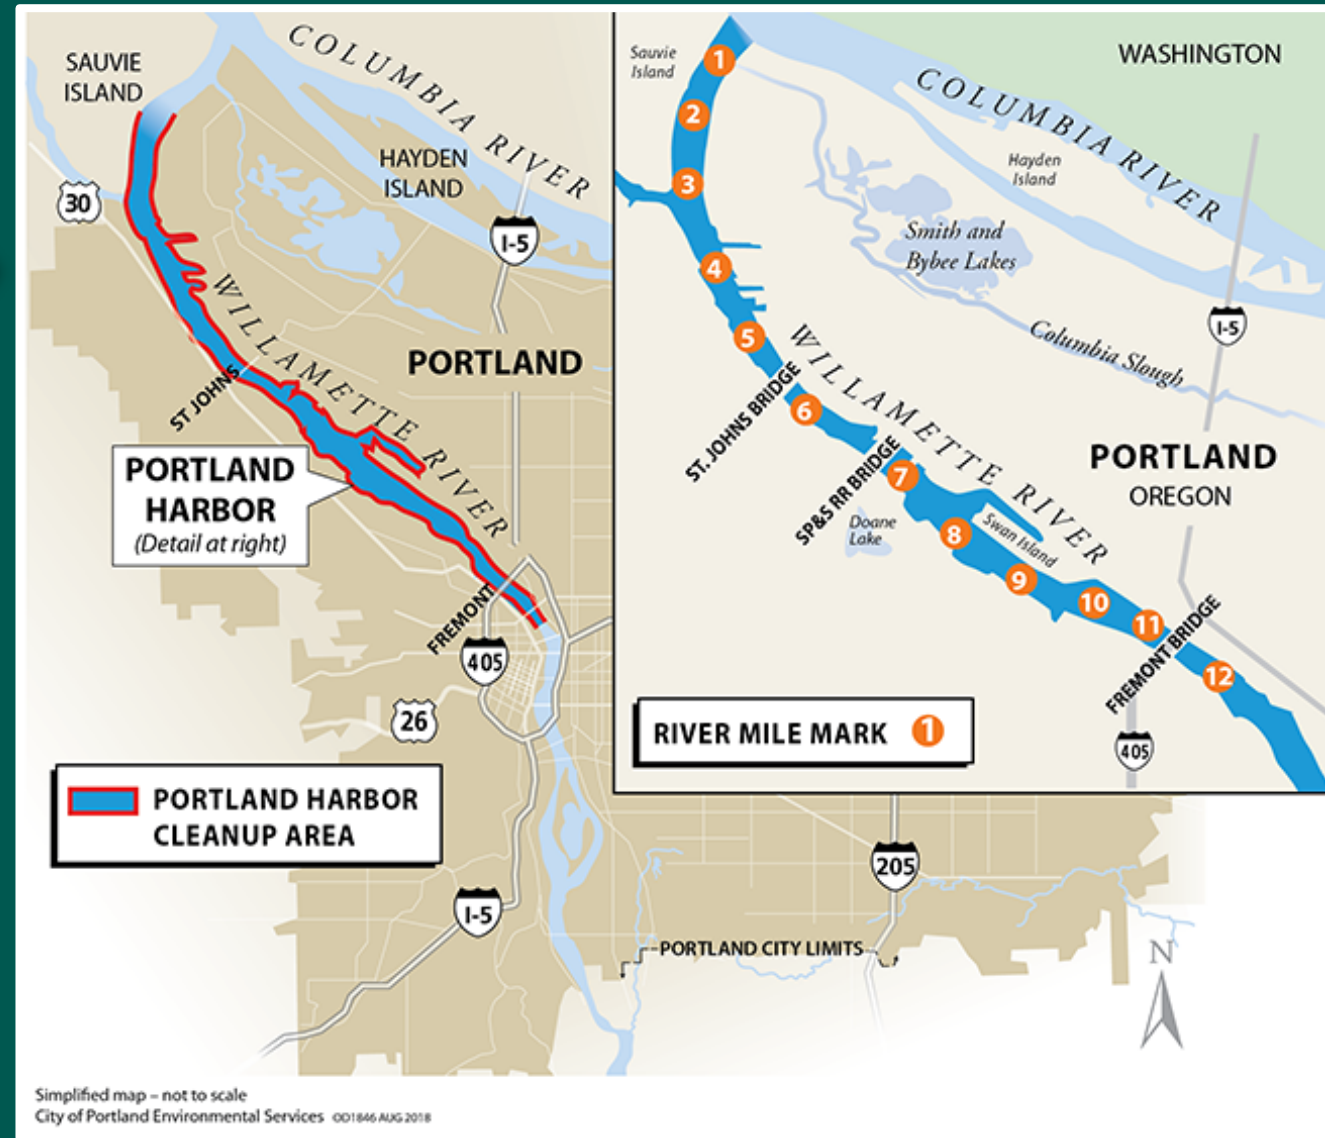 SAUVIE
ISLAND
COLUMBIA RIVER
HAYDEN
ISLAND
30
I-5
WILLAMETTE RIVER
PORTLAND
ST JOHNS
PORTLAND
HARBOR
(Detail at right)
FREMONT
405
26
PORTLAND HARBOR
CLEANUP AREA
I-5
205
PORTLAND CITY LIMITS
N
Sauvie
Island
1
2
3
4
5
6
7
8
9
10
11
12
WASHINGTON
COLUMBIA RIVER
Hayden
Island
Smith and
Bybee Lakes
I-5
Columbia Slough
WILLAMETTE RIVER
ST. JOHNS BRIDGE
SP&S RR BRIDGE
Doane
Lake
Swan Island
PORTLAND
OREGON
FREMONT BRIDGE
405
RIVER MILE MARK 1
Simplified map – not to scale
City of Portland Environmental Services OD1846 AUG 2018